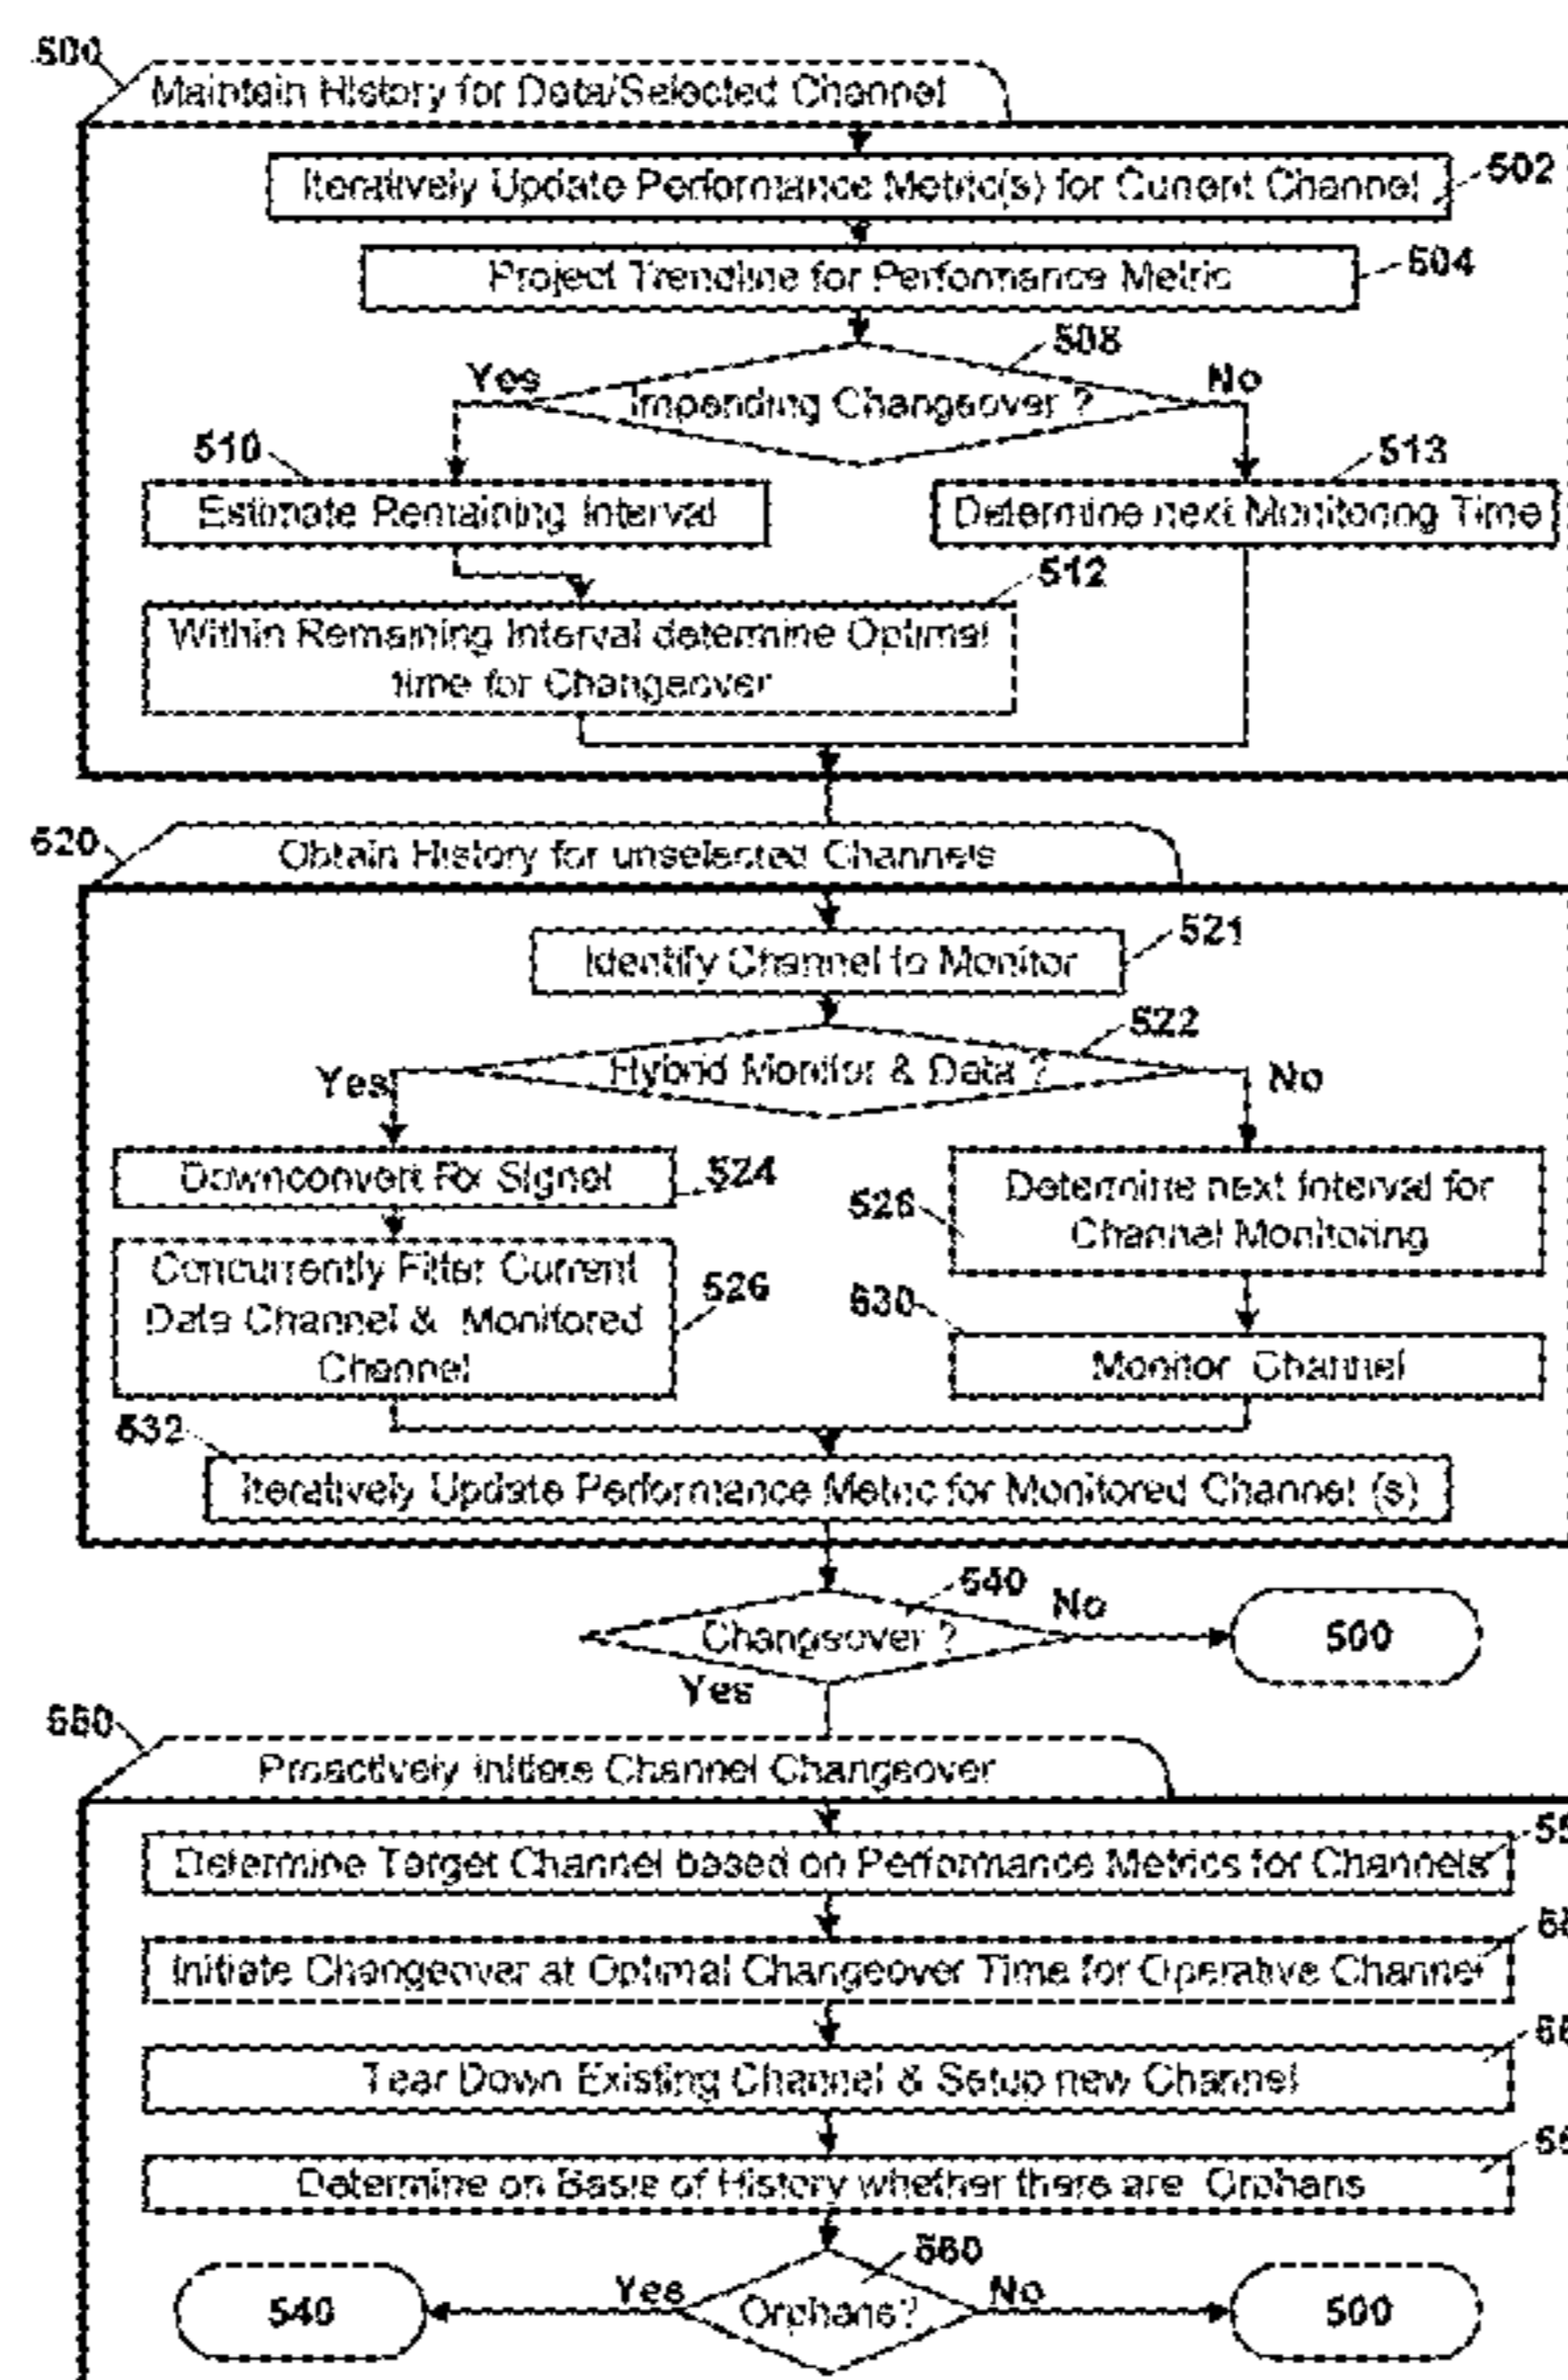 500
Maintain History for Data/Selected Channel
Iteratively Update Performance Metric(s) for Current Channel
502
Project Trendline for Performance Metric
504
508
Yes
Impending Changeover ?
No
510
513
Estimate Remaining Interval
Determine next Monitoring Time
512
Within Remaining Interval determine Optimal
time for Changeover
520
Obtain History for unselected Channels
521
Identify Channel to Monitor
522
Yes
Hybrid Monitor & Data ?
No
Downconvert Rx Signal
524
528
Determine next Interval for
Channel Monitoring
Concurrently Filter Current
Data Channel & Monitored
Channel
526
530
Monitor Channel
532
Iteratively Update Performance Metric for Monitored Channel (s)
540
Changeover ?
No
500
Yes
550
Proactively initiate Channel Changeover
Determine Target Channel based on Performance Metrics for Channels
Initiate Changeover at Optimal Changeover Time for Operative Channel
Tear Down Existing Channel & Setup new Channel
Determine on Basis of History whether there are Orphans
560
540
Yes
Orphans?
No
500